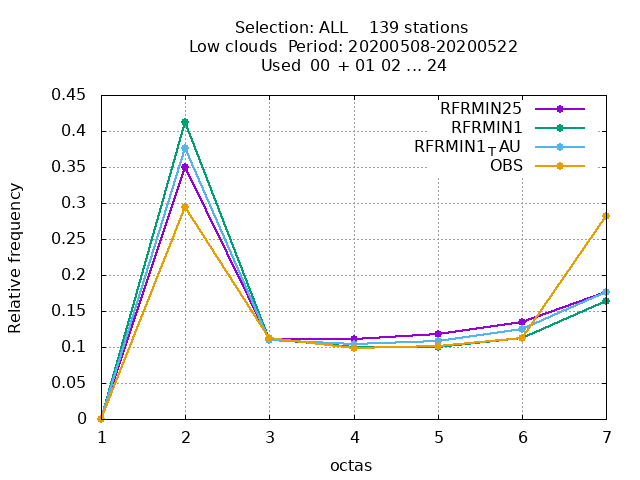 Selection: ALL    139 stations
Low clouds  Period: 20200508-20200522
Used  00  + 01 02 ... 24
RFRMIN25
RFRMIN1
RFRMIN1_TAU
OBS
Relative frequency
0.45
0.4
0.35
0.3
0.25
0.2
0.15
0.1
0.05
0
1 2 3 4 5 6 7
octas